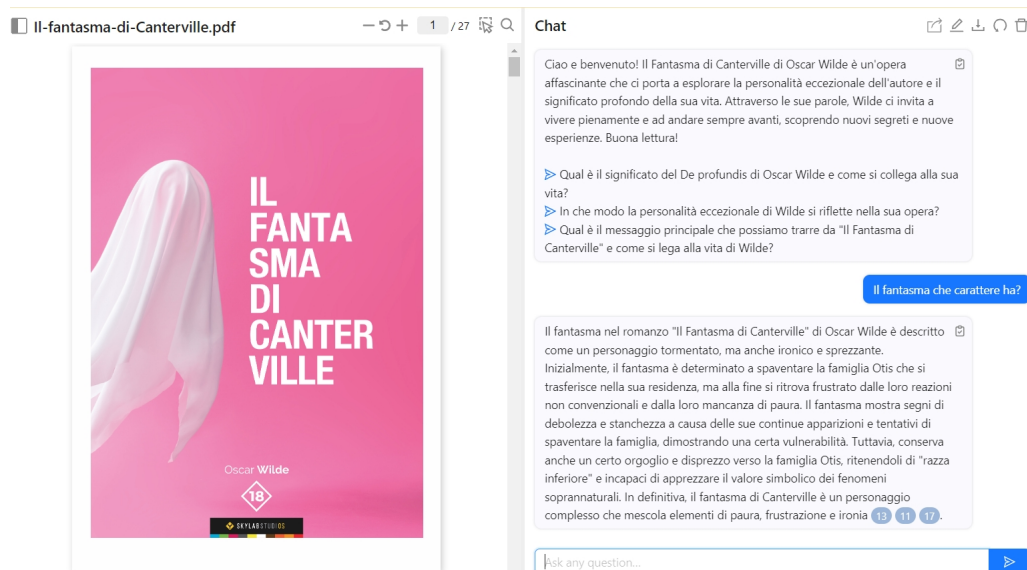 Il-fantasma-di-Canterville.pdf
1 / 27
IL
FANTA
SMA
DI
CANTER
VILLE
Oscar Wilde
18
SKYLABSTUDIOS
Chat
Ciao e benvenuto! Il Fantasma di Canterville di Oscar Wilde è un'opera
affascinante che ci porta a esplorare la personalità eccezionale dell'autore e il
significato profondo della sua vita. Attraverso le sue parole, Wilde ci invita a
vivere pienamente e ad andare sempre avanti, scoprendo nuovi segreti e nuove
esperienze. Buona lettura!
Qual è il significato del De profundis di Oscar Wilde e come si collega alla sua
vita?
In che modo la personalità eccezionale di Wilde si riflette nella sua opera?
Qual è il messaggio principale che possiamo trarre da "Il Fantasma di
Canterville" e come si lega alla vita di Wilde?
Il fantasma che carattere ha?
Il fantasma nel romanzo "Il Fantasma di Canterville" di Oscar Wilde è descritto
come un personaggio tormentato, ma anche ironico e sprezzante.
Inizialmente, il fantasma è determinato a spaventare la famiglia Otis che si
trasferisce nella sua residenza, ma alla fine si ritrova frustrato dalle loro reazioni
non convenzionali e dalla loro mancanza di paura. Il fantasma mostra segni di
debolezza e stanchezza a causa delle sue continue apparizioni e tentativi di
spaventare la famiglia, dimostrando una certa vulnerabilità. Tuttavia, conserva
anche un certo orgoglio e disprezzo verso la famiglia Otis, ritenendoli di "razza
inferiore" e incapaci di apprezzare il valore simbolico dei fenomeni
soprannaturali. In definitiva, il fantasma di Canterville è un personaggio
complesso che mescola elementi di paura, frustrazione e ironia 13 11 17.
Ask any question...